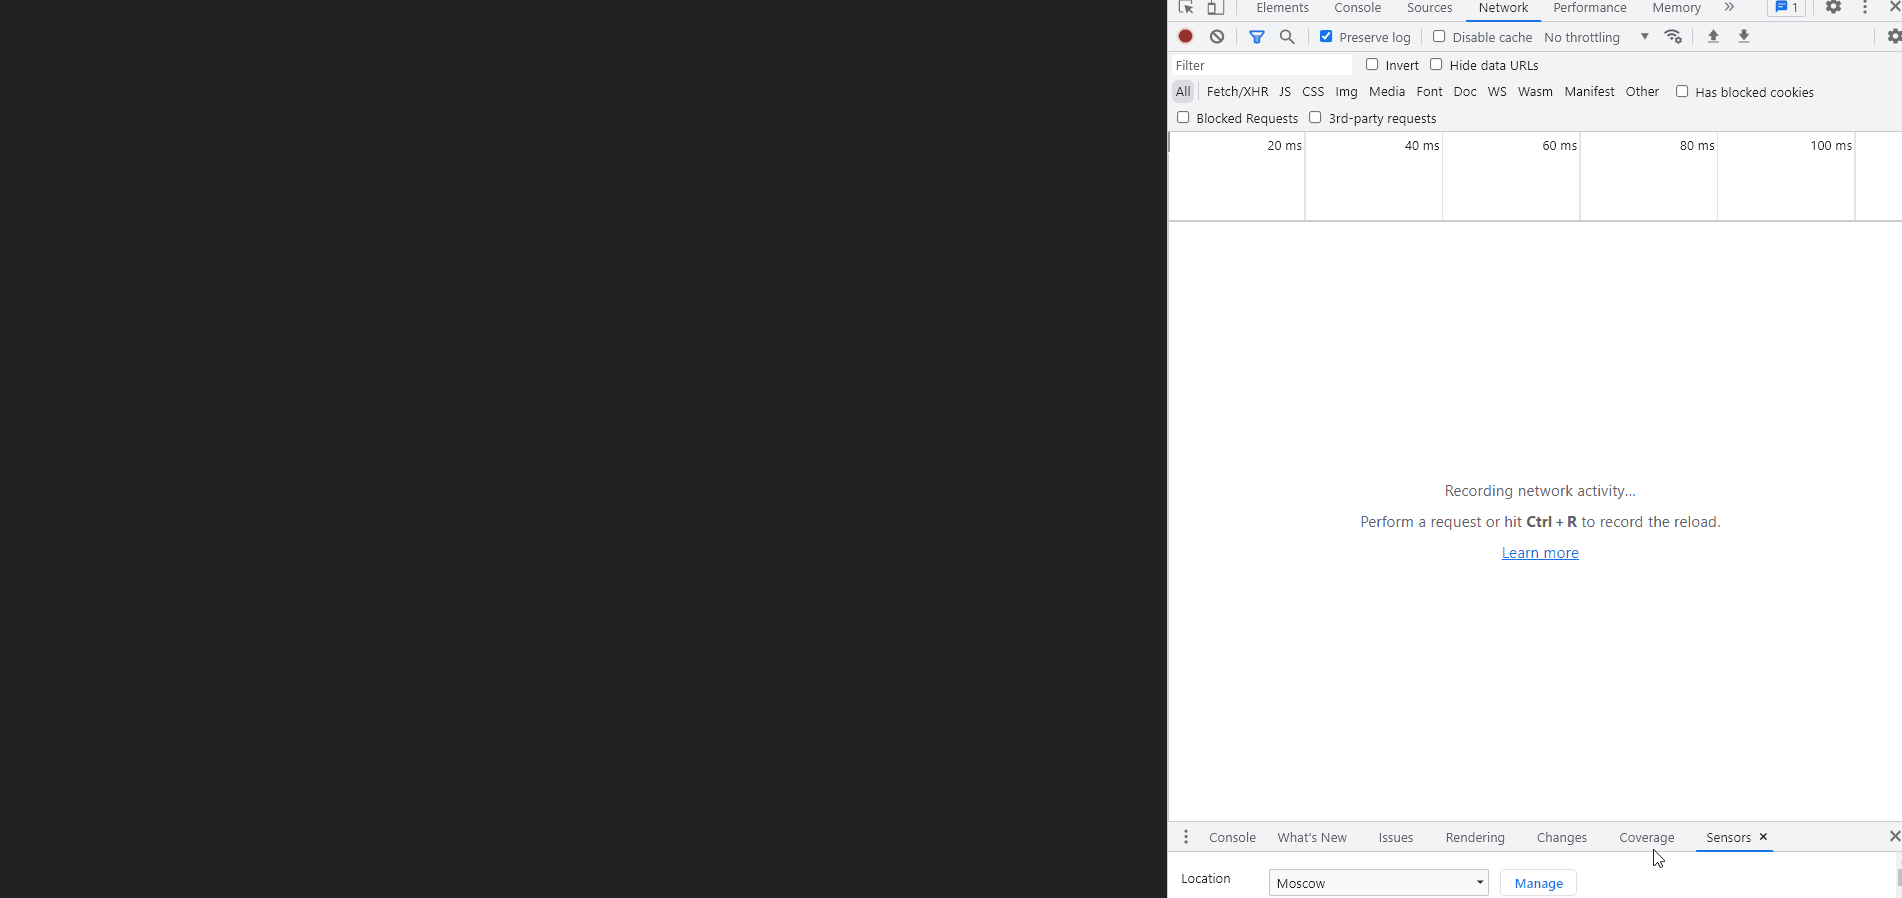 Elements Console Sources Network Performance Memory 1
Preserve log Disable cache No throttling
Filter Invert Hide data URLs
All Fetch/XHR JS CSS Img Media Font Doc WS Wasm Manifest Other Has blocked cookies
Blocked Requests 3rd-party requests
20 ms 40 ms 60 ms 80 ms 100 ms
Recording network activity...
Perform a request or hit Ctrl + R to record the reload.
Learn more
Console What's New Issues Rendering Changes Coverage Sensors
Location Moscow Manage